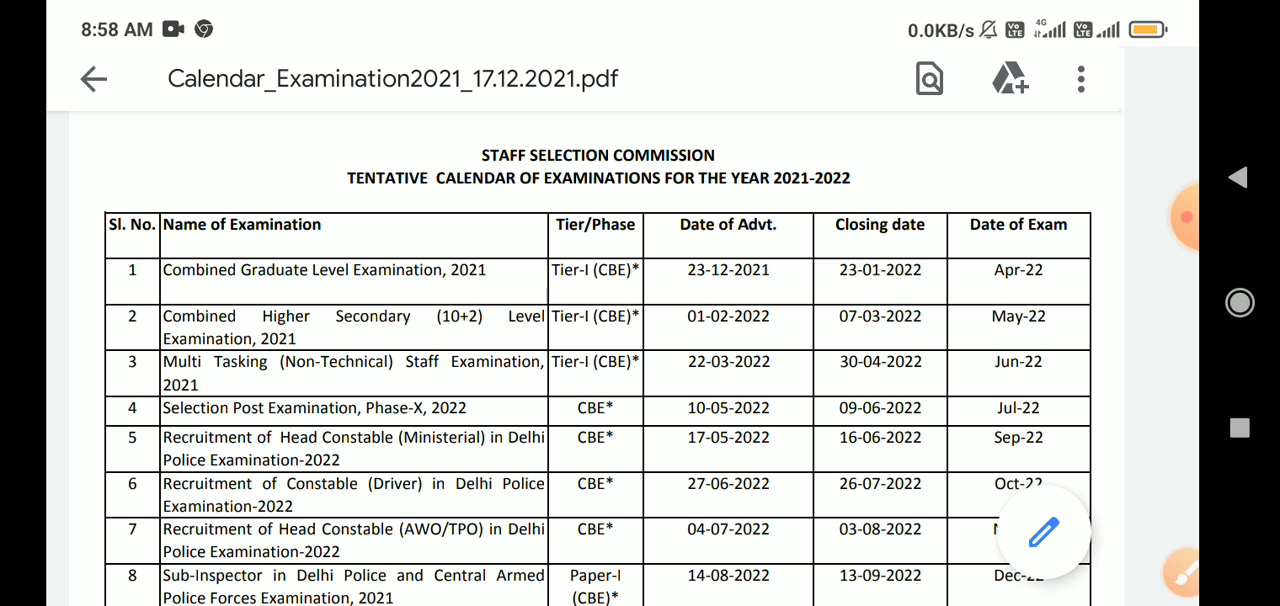 8:58 AM 0.0KB/s Vo LTE 4G Vo LTE
Calendar_Examination2021_17.12.2021.pdf
STAFF SELECTION COMMISSION
TENTATIVE CALENDAR OF EXAMINATIONS FOR THE YEAR 2021-2022
Sl. No. Name of Examination Tier/Phase Date of Advt. Closing date Date of Exam
1 Combined Graduate Level Examination, 2021 Tier-I (CBE)* 23-12-2021 23-01-2022 Apr-22
2 Combined Higher Secondary (10+2) Level Tier-I (CBE)* 01-02-2022 07-03-2022 May-22
Examination, 2021
3 Multi Tasking (Non-Technical) Staff Examination, Tier-I (CBE)* 22-03-2022 30-04-2022 Jun-22
2021
4 Selection Post Examination, Phase-X, 2022 CBE* 10-05-2022 09-06-2022 Jul-22
5 Recruitment of Head Constable (Ministerial) in Delhi CBE* 17-05-2022 16-06-2022 Sep-22
Police Examination-2022
6 Recruitment of Constable (Driver) in Delhi Police CBE* 27-06-2022 26-07-2022 Oct-22
Examination-2022
7 Recruitment of Head Constable (AWO/TPO) in Delhi CBE* 04-07-2022 03-08-2022
Police Examination-2022
8 Sub-Inspector in Delhi Police and Central Armed Paper-I 14-08-2022 13-09-2022 Dec-22
Police Forces Examination, 2021 (CBE)*